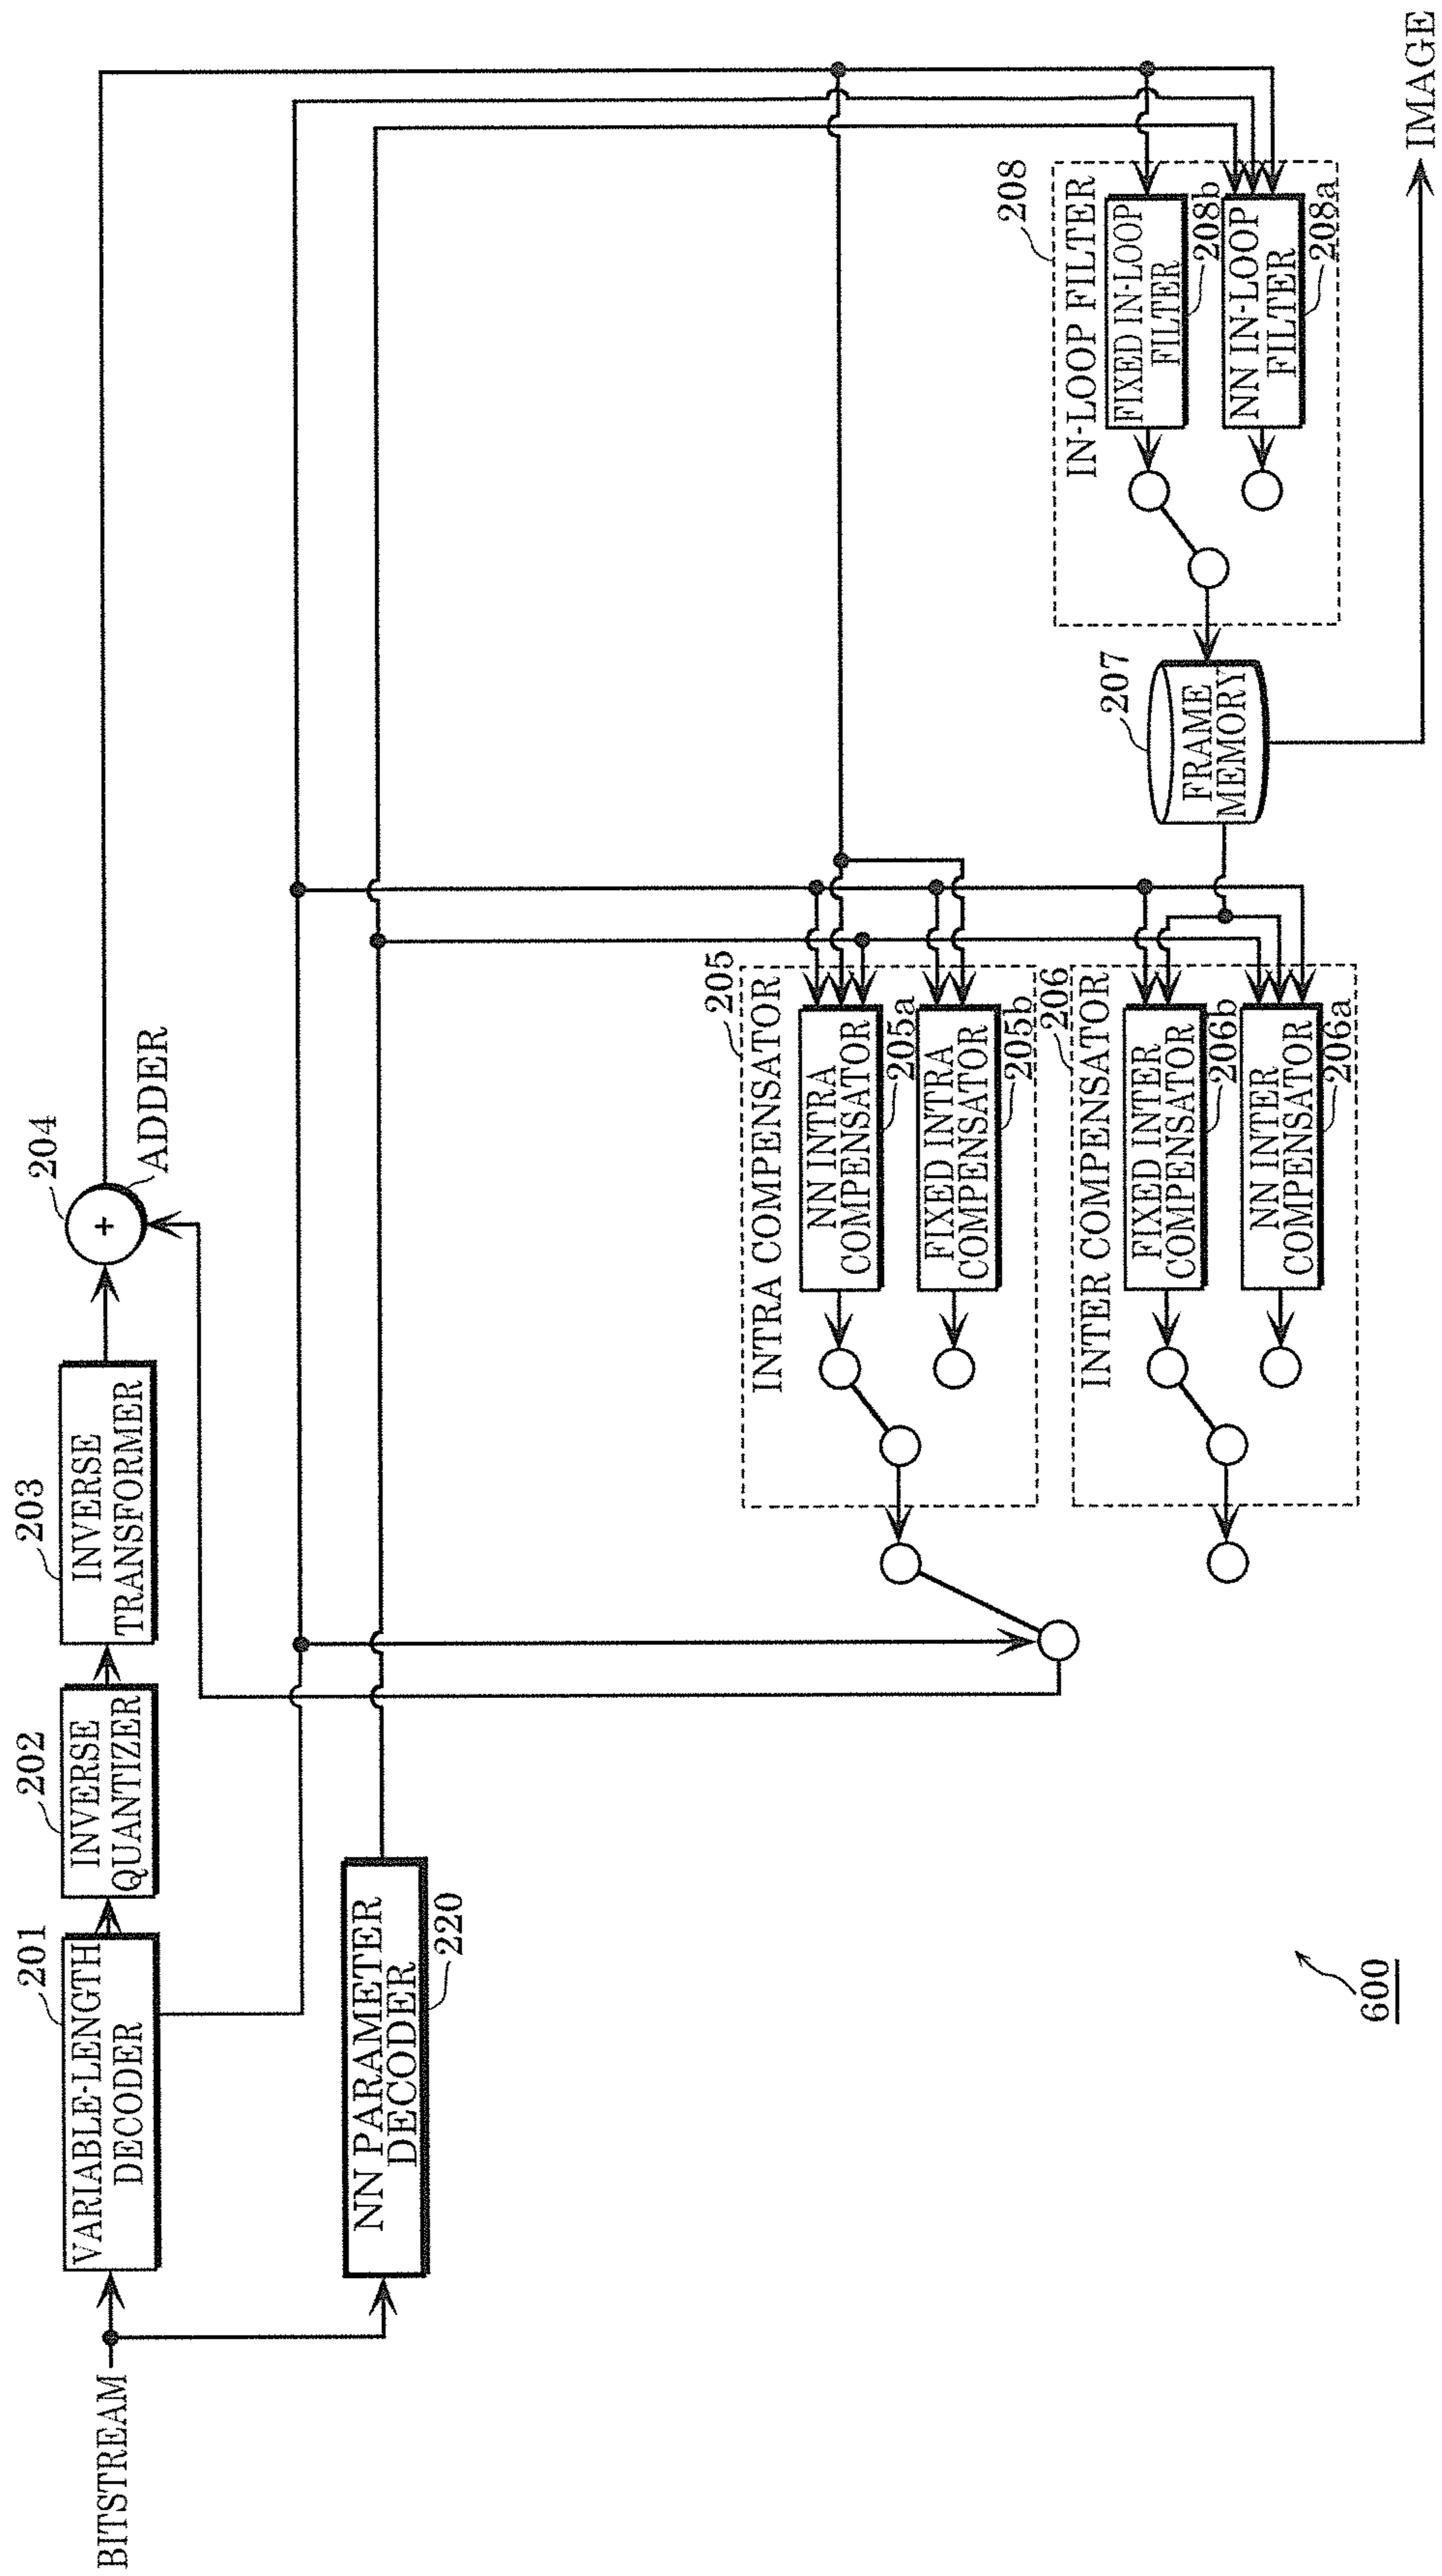 BITSTREAM
201
VARIABLE-LENGTH
DECODER
202
INVERSE
QUANTIZER
203
INVERSE
TRANSFORMER
204
+
ADDER
NN PARAMETER
DECODER
220
205
INTRA COMPENSATOR
NN INTRA
COMPENSATOR
205a
FIXED INTRA
COMPENSATOR
205b
206
INTER COMPENSATOR
FIXED INTER
COMPENSATOR
206b
NN INTER
COMPENSATOR
206a
207
FRAME
MEMORY
208
IN-LOOP FILTER
FIXED IN-LOOP
FILTER
208b
NN IN-LOOP
FILTER
208a
IMAGE
600